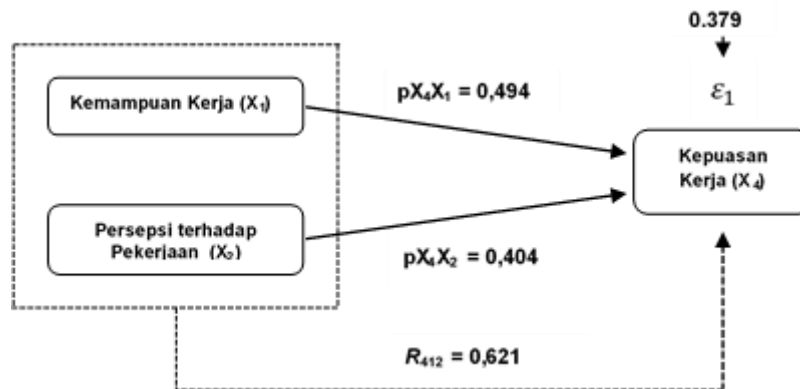 0.379
ε₁
Kemampuan Kerja (X₁)
pX₄X₁ = 0,494
Kepuasan
Kerja (X₄)
Persepsi terhadap
Pekerjaan (X₂)
pX₄X₂ = 0,404
R₄₁₂ = 0,621